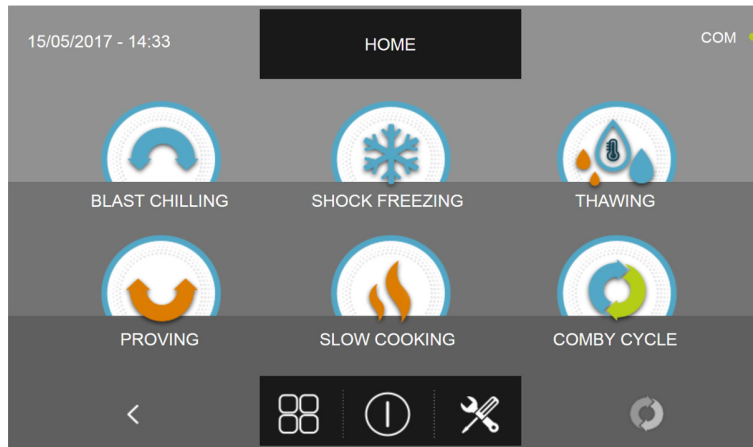 15/05/2017 - 14:33
HOME
COM
BLAST CHILLING
SHOCK FREEZING
THAWING
PROVING
SLOW COOKING
COMBY CYCLE